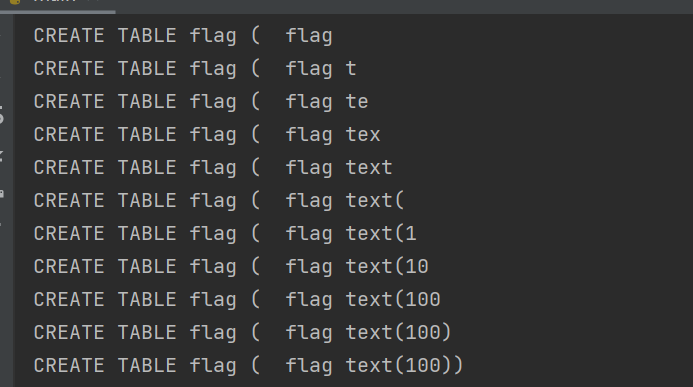 CREATE TABLE flag (  flag
CREATE TABLE flag (  flag t
CREATE TABLE flag (  flag te
CREATE TABLE flag (  flag tex
CREATE TABLE flag (  flag text
CREATE TABLE flag (  flag text(
CREATE TABLE flag (  flag text(1
CREATE TABLE flag (  flag text(10
CREATE TABLE flag (  flag text(100
CREATE TABLE flag (  flag text(100)
CREATE TABLE flag (  flag text(100))